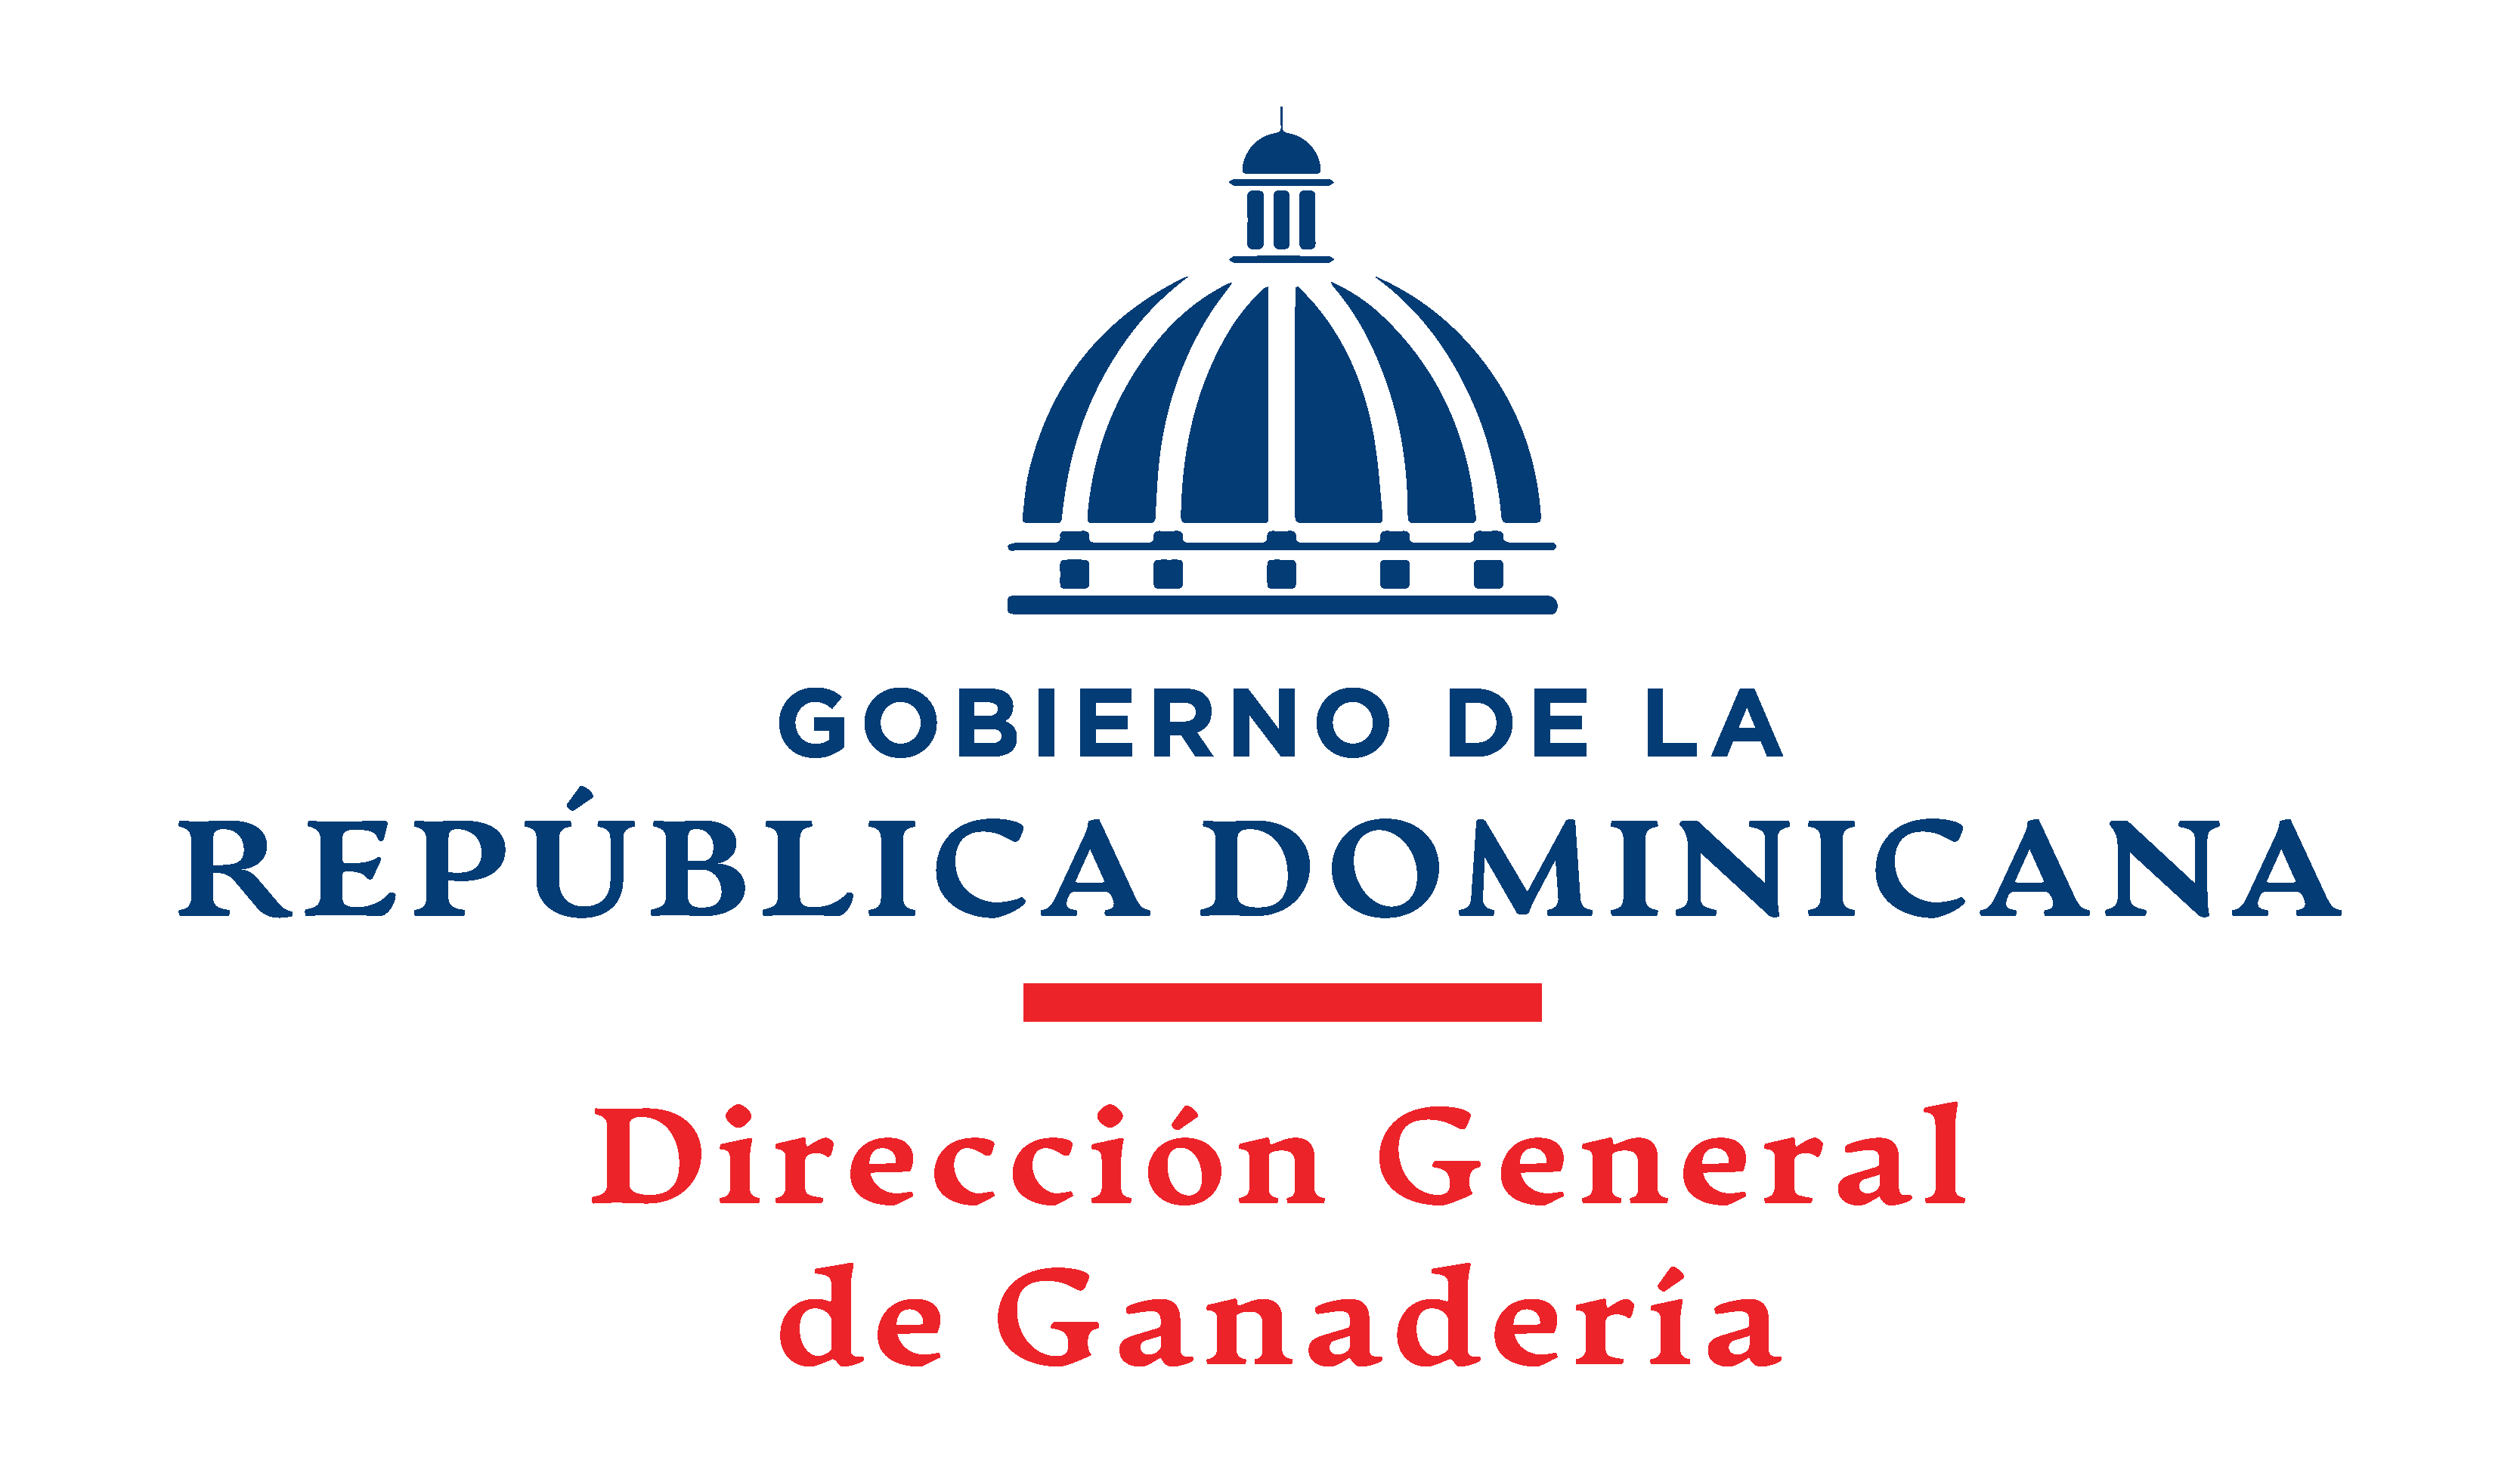 GOBIERNO DE LA
REPÚBLICA DOMINICANA
Dirección General
de Ganadería